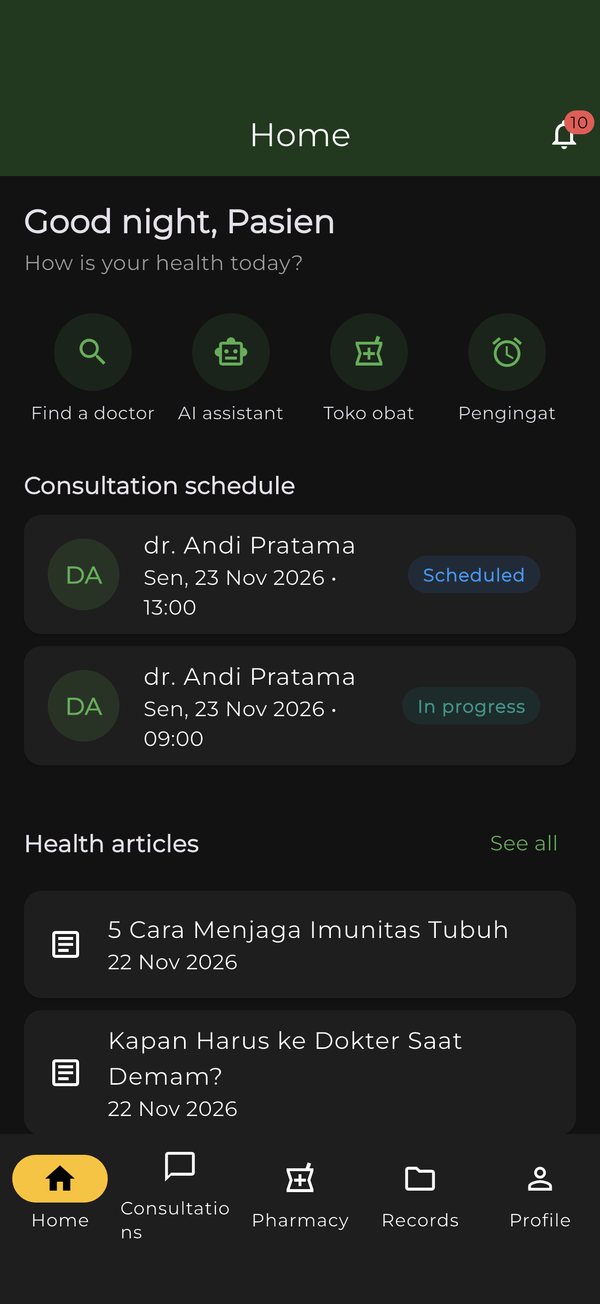 Home
10
Good night, Pasien
How is your health today?
Find a doctor
AI assistant
Toko obat
Pengingat
Consultation schedule
DA
dr. Andi Pratama
Sen, 23 Nov 2026 •
13:00
Scheduled
DA
dr. Andi Pratama
Sen, 23 Nov 2026 •
09:00
In progress
Health articles
See all
5 Cara Menjaga Imunitas Tubuh
22 Nov 2026
Kapan Harus ke Dokter Saat
Demam?
22 Nov 2026
Home
Consultatio
ns
Pharmacy
Records
Profile